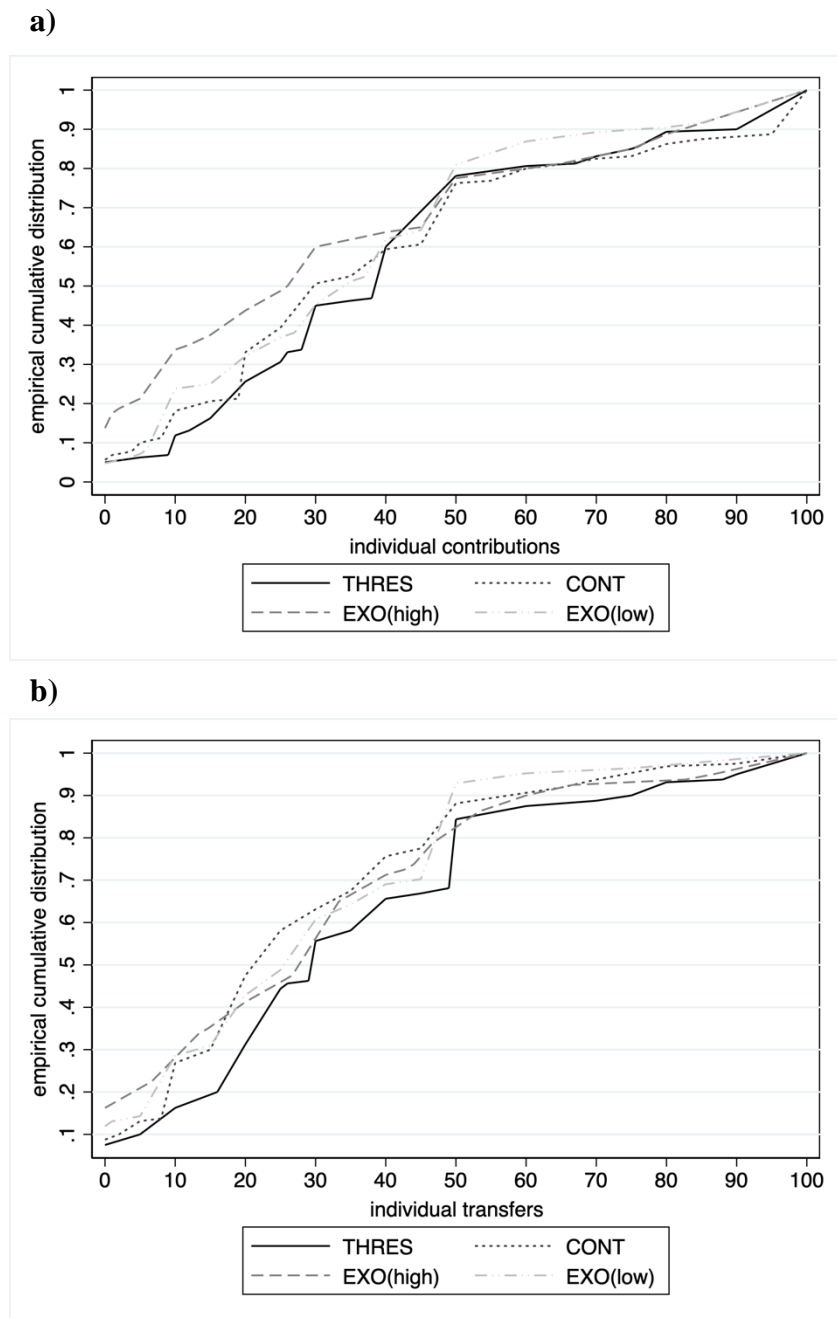 a)
empirical cumulative distribution
0 .1 .2 .3 .4 .5 .6 .7 .8 .9 1
0 10 20 30 40 50 60 70 80 90 100
individual contributions
THRES CONT
EXO(high) EXO(low)
b)
empirical cumulative distribution
.1 .2 .3 .4 .5 .6 .7 .8 .9 1
0 10 20 30 40 50 60 70 80 90 100
individual transfers
THRES CONT
EXO(high) EXO(low)